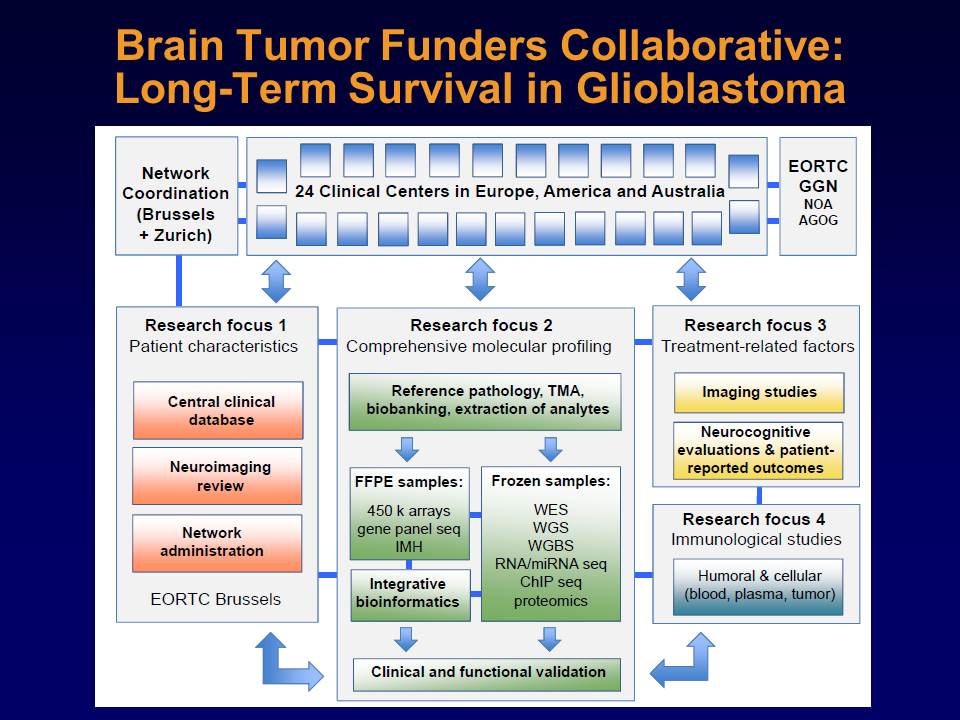 Brain Tumor Funders Collaborative:
Long-Term Survival in Glioblastoma
Network
Coordination
(Brussels
+ Zurich)
24 Clinical Centers in Europe, America and Australia
EORTC
GGN
NOA
AGOG
Research focus 1
Patient characteristics
Central clinical
database
Neuroimaging
review
Network
administration
EORTC Brussels
Research focus 2
Comprehensive molecular profiling
Reference pathology, TMA,
biobanking, extraction of analytes
FFPE samples:
450 k arrays
gene panel seq
IMH
Integrative
bioinformatics
Frozen samples:
WES
WGS
WGBS
RNA/miRNA seq
ChIP seq
proteomics
Clinical and functional validation
Research focus 3
Treatment-related factors
Imaging studies
Neurocognitive
evaluations & patient-
reported outcomes
Research focus 4
Immunological studies
Humoral & cellular
(blood, plasma, tumor)